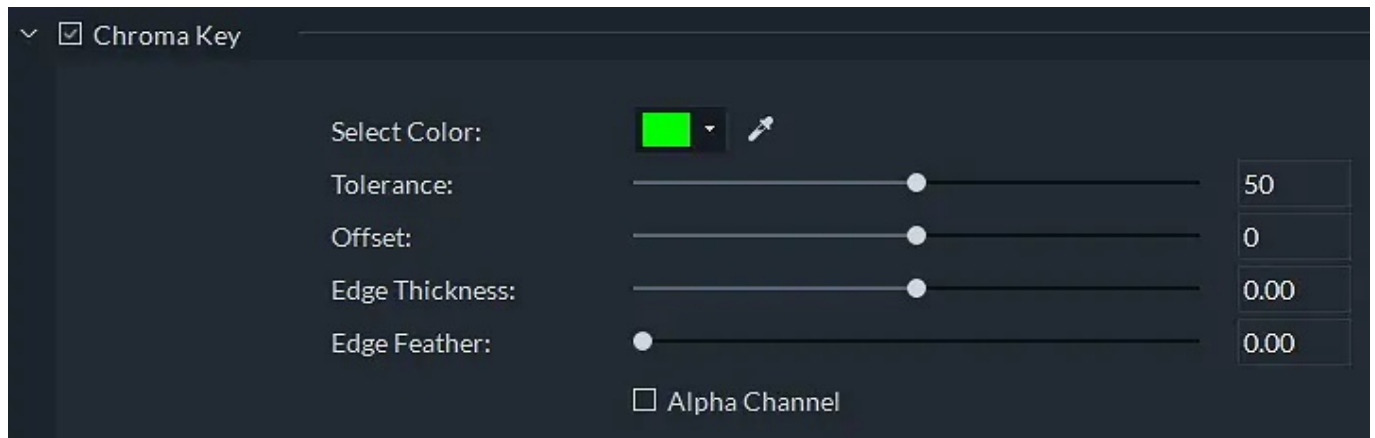 Chroma Key
Select Color:
Tolerance: 50
Offset: 0
Edge Thickness: 0.00
Edge Feather: 0.00
Alpha Channel